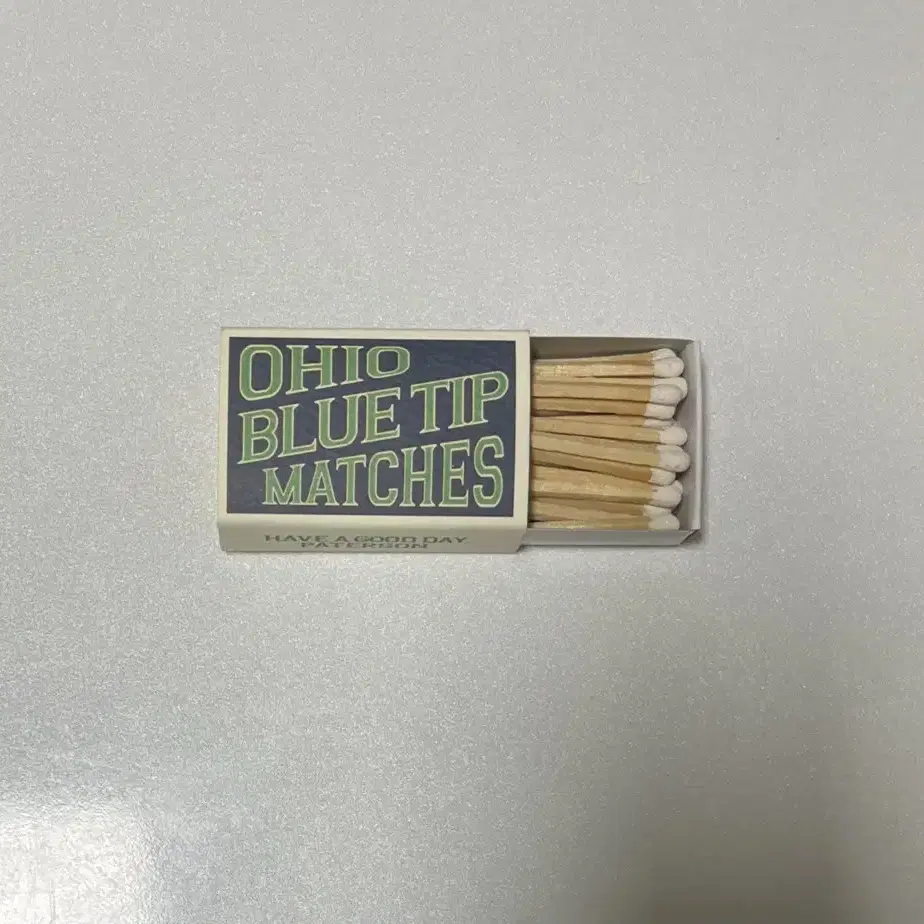 OHIO
BLUE TIP
MATCHES
HAVE A GOOD DAY
PATERSON